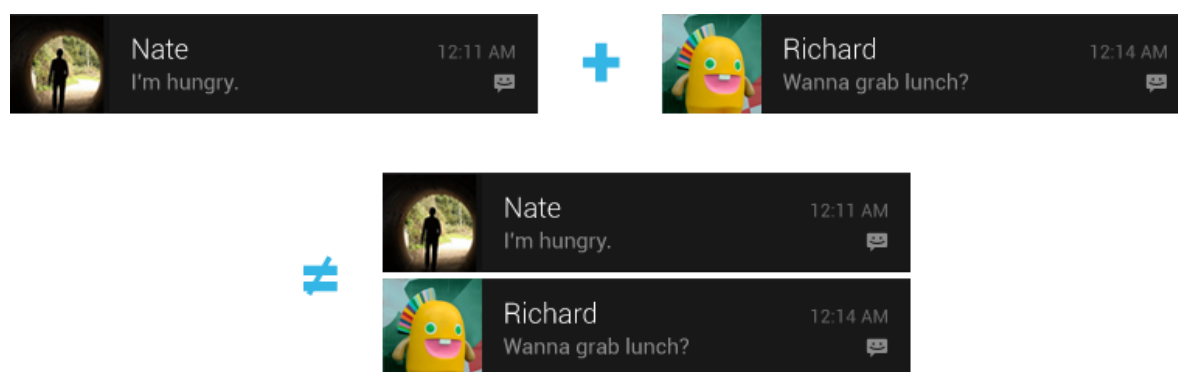 Nate
12:11 AM
I'm hungry.
+
Richard
12:14 AM
Wanna grab lunch?
≠
Nate
12:11 AM
I'm hungry.
Richard
12:14 AM
Wanna grab lunch?